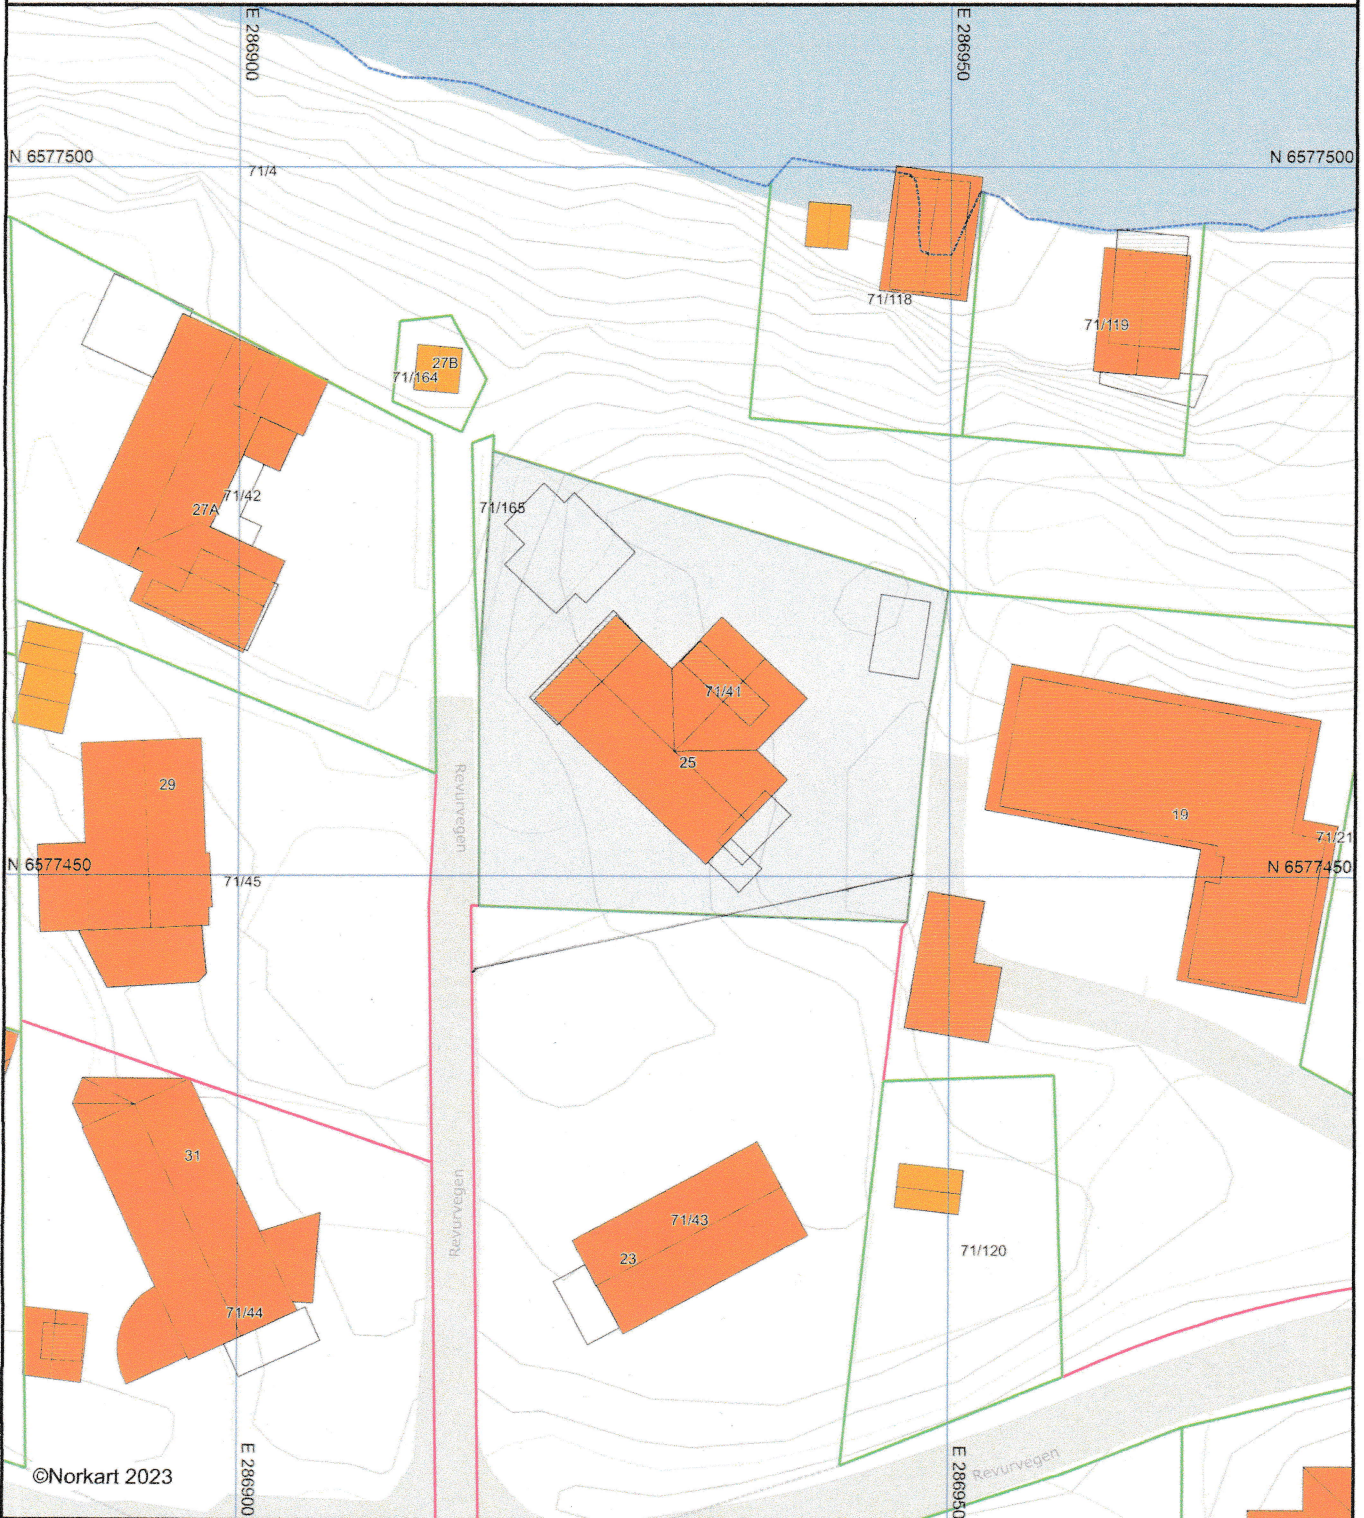 E 286900
E 286950
N 6577500
N 6577500
71/4
71/118
71/119
27B
71/164
71/42
27A
71/165
71/41
25
29
Revurvegen
19
71/21
N 6577450
N 6577450
71/45
31
Revurvegen
71/43
23
71/120
71/44
E 286900
E 286950
Revurvegen
©Norkart 2023